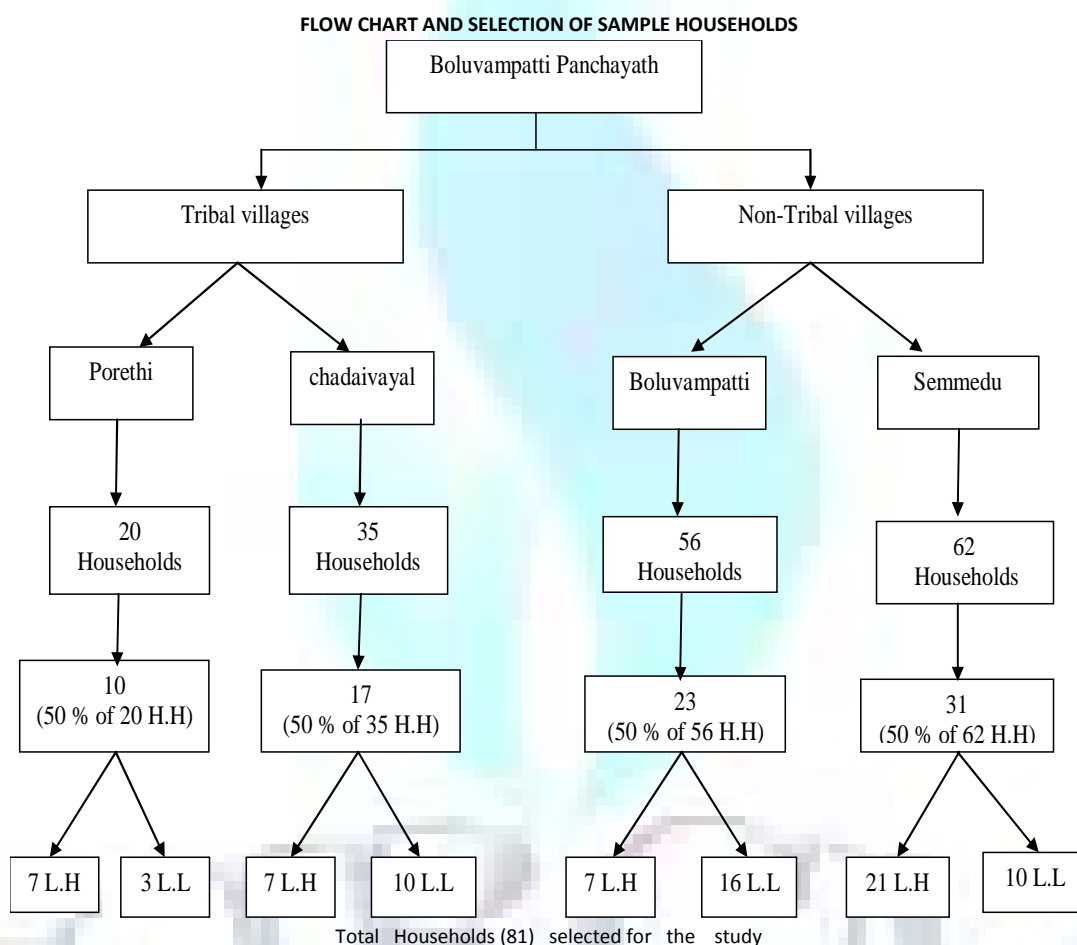 FLOW CHART AND SELECTION OF SAMPLE HOUSEHOLDS
Boluvampatti Panchayath
Tribal villages
Non-Tribal villages
Porethi
chadaivayal
Boluvampatti
Semmedu
20
Households
35
Households
56
Households
62
Households
10
(50 % of 20 H.H)
17
(50 % of 35 H.H)
23
(50 % of 56 H.H)
31
(50 % of 62 H.H)
7 L.H
3 L.L
7 L.H
10 L.L
7 L.H
16 L.L
21 L.H
10 L.L
Total Households (81) selected for the study